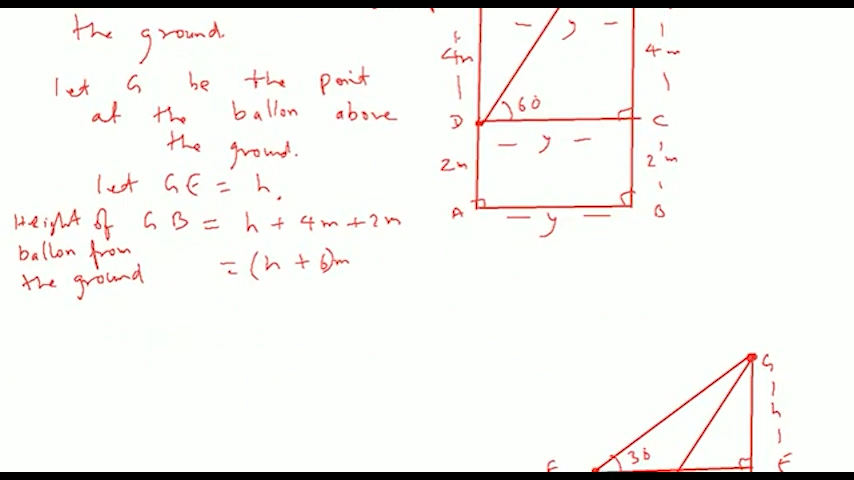 the ground.
let G be the point
at the ballon above
the ground.
let GE = h.
Height of GB = h + 4m + 2m
ballon from
the ground = (h + 6)m
y
4m
4m
60
D
C
y
2m
2m
A
B
y
G
h
30
F
E